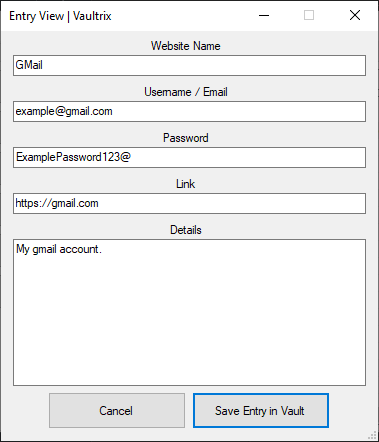 Entry View | Vaultrix
Website Name
GMail
Username / Email
example@gmail.com
Password
ExamplePassword123@
Link
https://gmail.com
Details
My gmail account.
Cancel
Save Entry in Vault